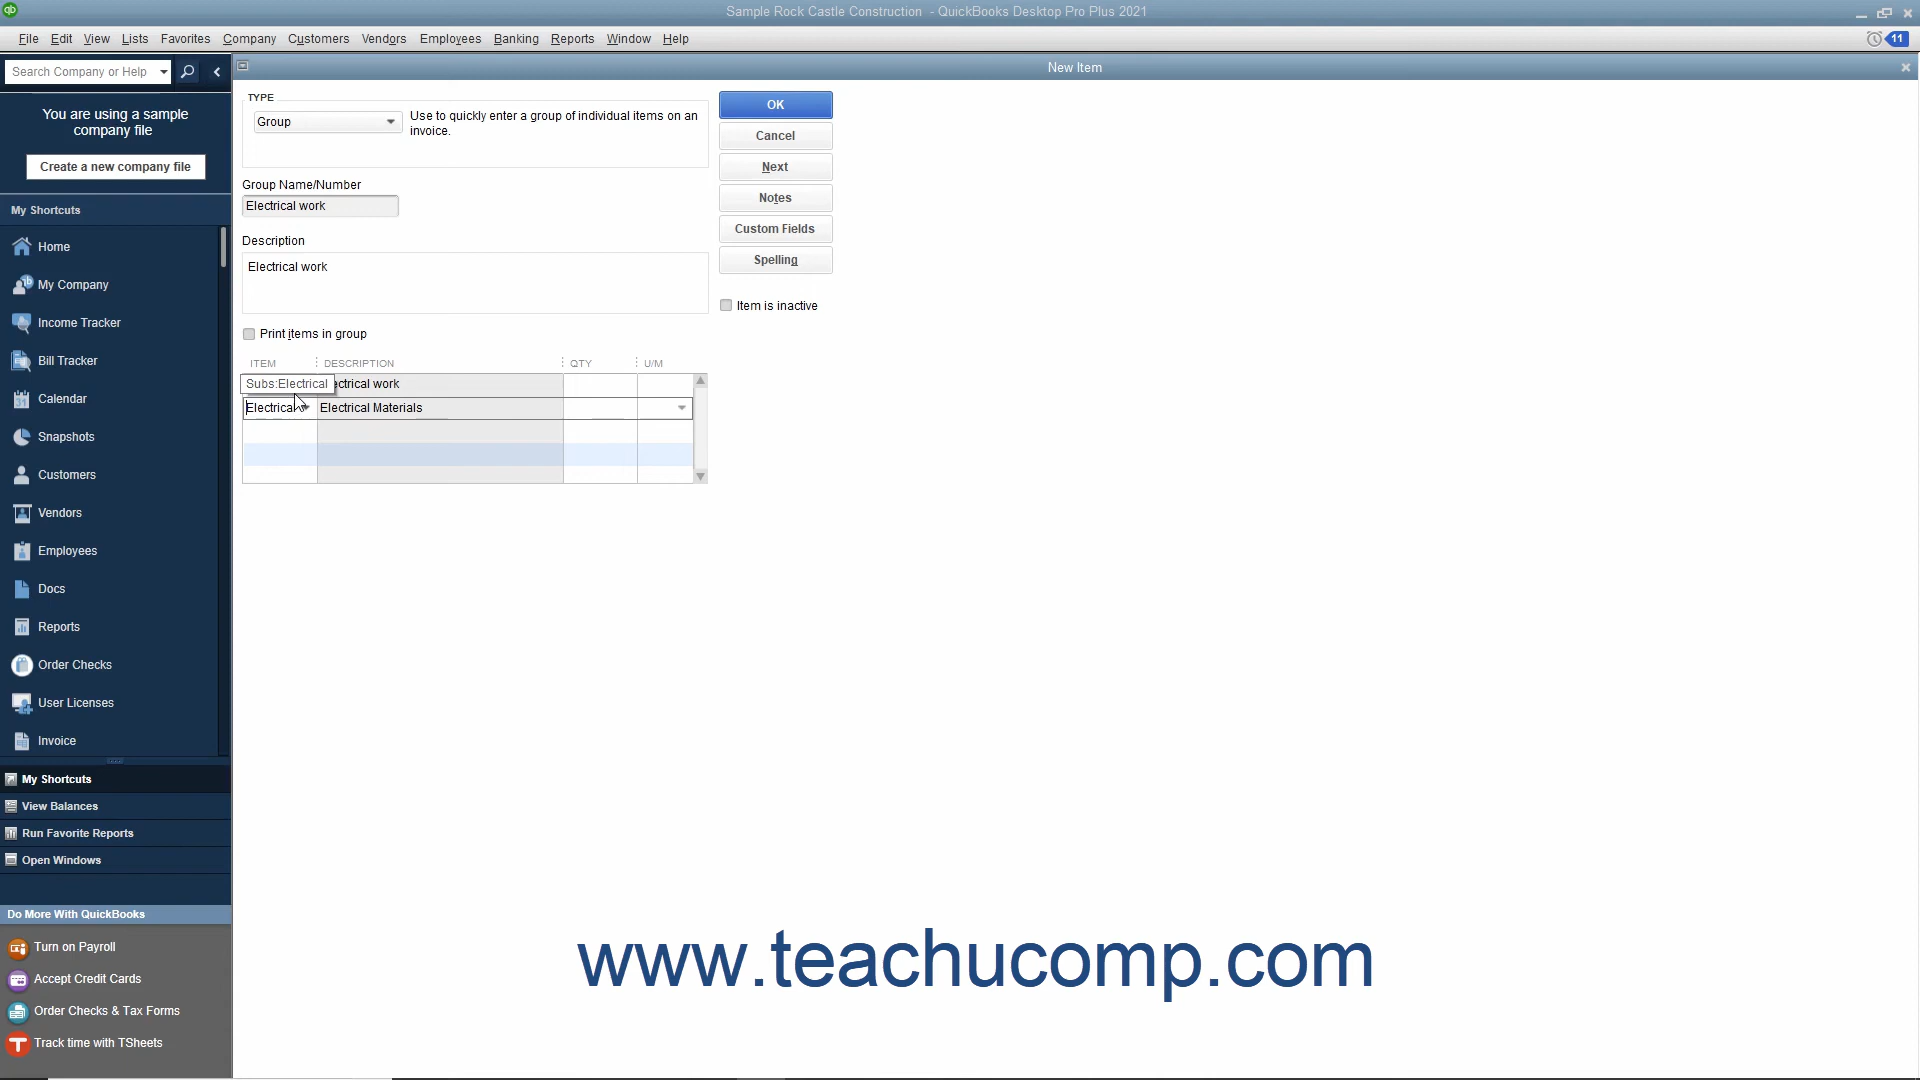 Sample Rock Castle Construction - QuickBooks Desktop Pro Plus 2021
File Edit View Lists Favorites Company Customers Vendors Employees Banking Reports Window Help
11
Search Company or Help
New Item
You are using a sample
company file
Create a new company file
My Shortcuts
Home
My Company
Income Tracker
Bill Tracker
Calendar
Snapshots
Customers
Vendors
Employees
Docs
Reports
Order Checks
User Licenses
Invoice
My Shortcuts
View Balances
Run Favorite Reports
Open Windows
Do More With QuickBooks
Turn on Payroll
Accept Credit Cards
Order Checks & Tax Forms
Track time with TSheets
TYPE
Group
Use to quickly enter a group of individual items on an
invoice.
Group Name/Number
Electrical work
Description
Electrical work
Print items in group
ITEM DESCRIPTION QTY U/M
Subs:Electrical ectrical work
Electrical Electrical Materials
OK
Cancel
Next
Notes
Custom Fields
Spelling
Item is inactive
www.teachucomp.com